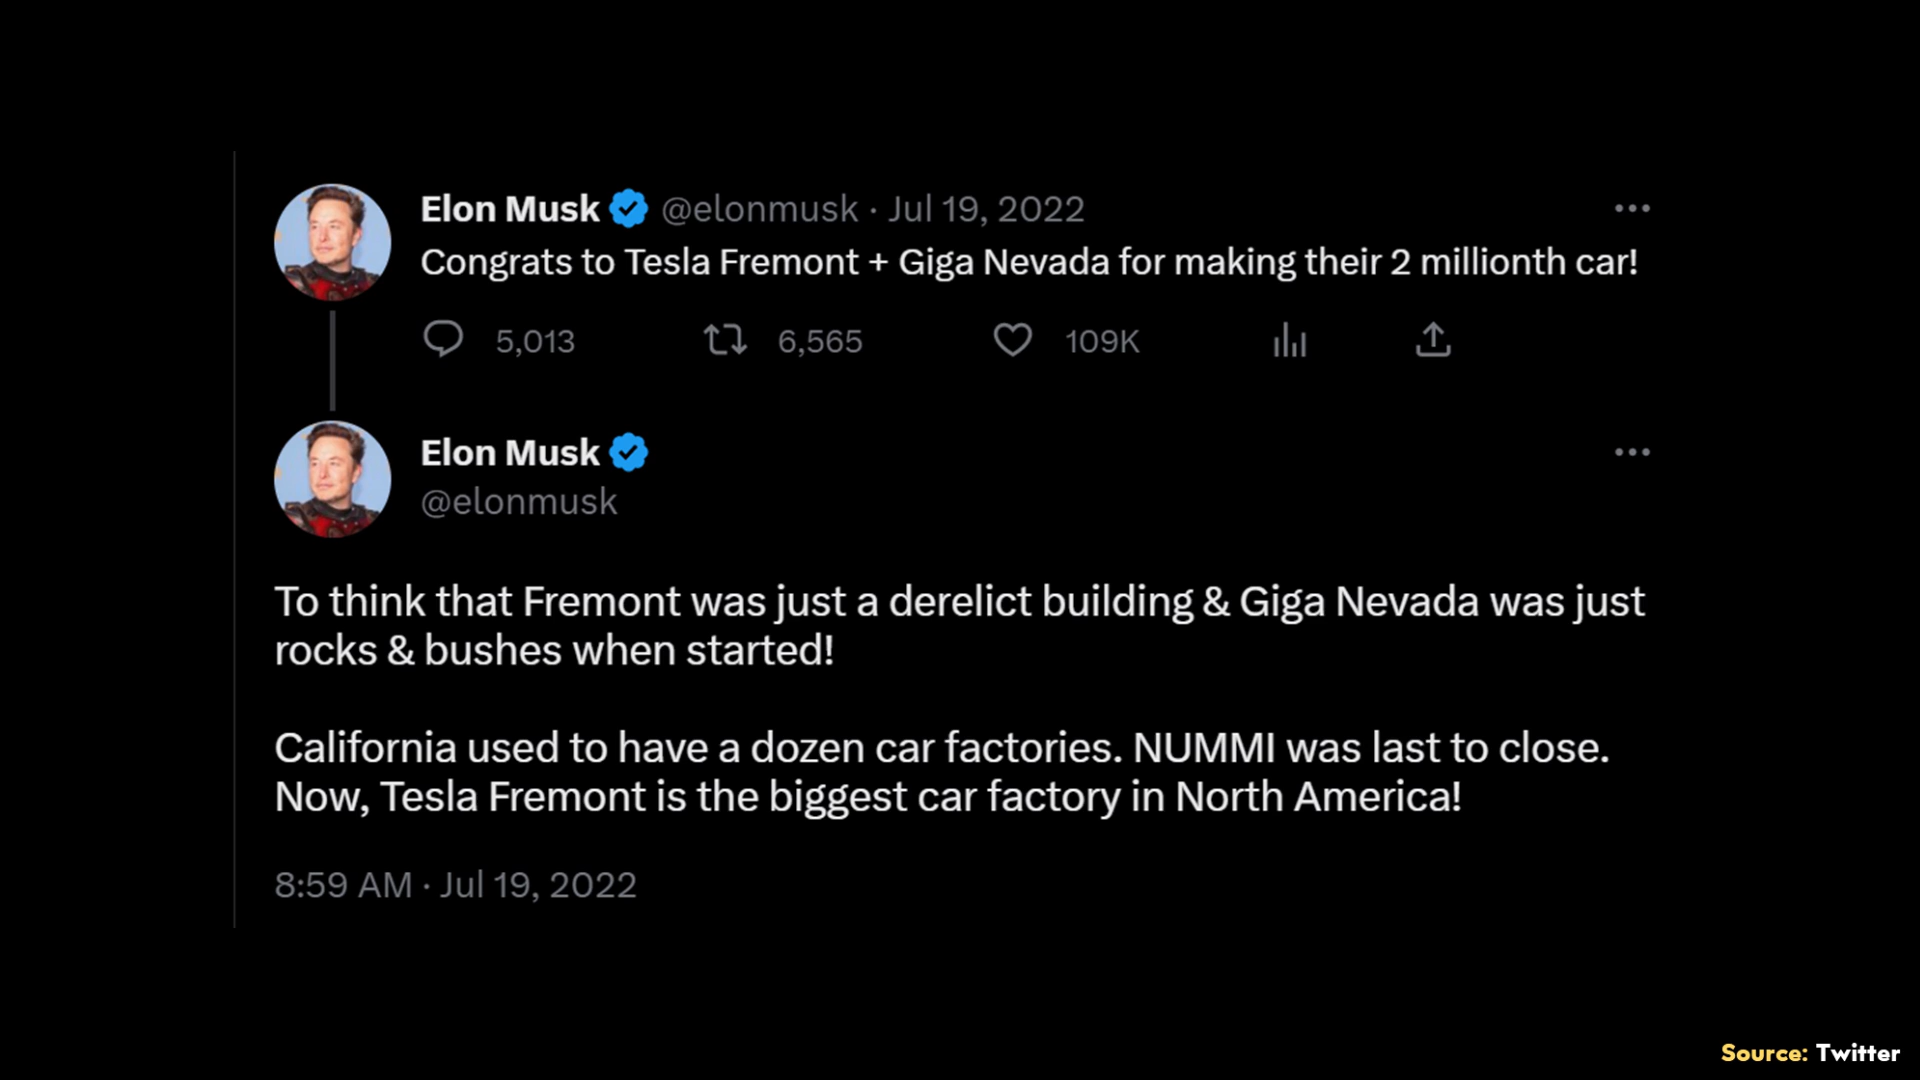 Elon Musk @elonmusk · Jul 19, 2022
Congrats to Tesla Fremont + Giga Nevada for making their 2 millionth car!
5,013 6,565 109K
Elon Musk
@elonmusk
To think that Fremont was just a derelict building & Giga Nevada was just
rocks & bushes when started!
California used to have a dozen car factories. NUMMI was last to close.
Now, Tesla Fremont is the biggest car factory in North America!
8:59 AM · Jul 19, 2022
Source: Twitter